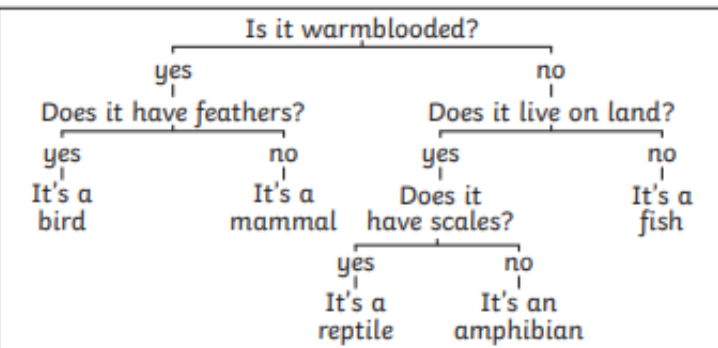 Is it warmblooded?
yes no
Does it have feathers? Does it live on land?
yes no yes no
It's a It's a Does it It's a
bird mammal have scales? fish
yes no
It's a It's an
reptile amphibian